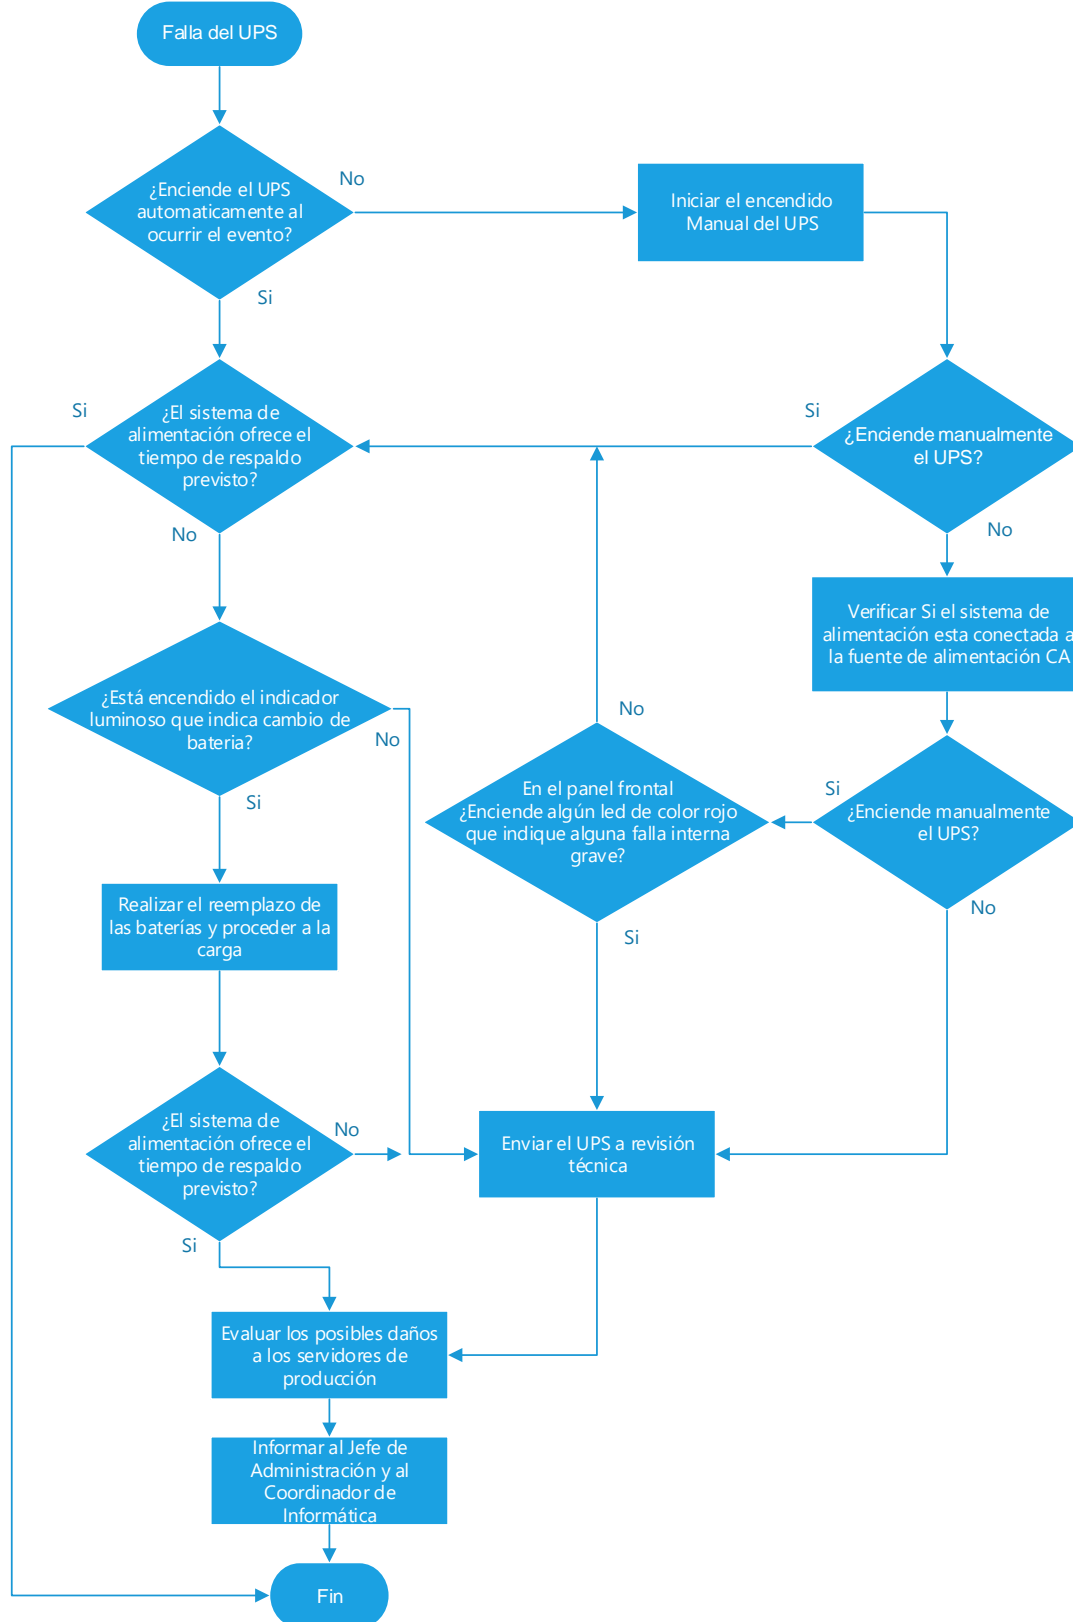 Falla del UPS
¿Enciende el UPS
automaticamente al
ocurrir el evento?
No
Si
Iniciar el encendido
Manual del UPS
¿El sistema de
alimentación ofrece el
tiempo de respaldo
previsto?
Si
No
¿Enciende manualmente
el UPS?
Si
No
Verificar Si el sistema de
alimentación esta conectada a
la fuente de alimentación CA
¿Está encendido el indicador
luminoso que indica cambio de
bateria?
No
Si
En el panel frontal
¿Enciende algún led de color rojo
que indique alguna falla interna
grave?
No
Si
¿Enciende manualmente
el UPS?
Si
No
Realizar el reemplazo de
las baterías y proceder a la
carga
¿El sistema de
alimentación ofrece el
tiempo de respaldo
previsto?
No
Si
Enviar el UPS a revisión
técnica
Evaluar los posibles daños
a los servidores de
producción
Informar al Jefe de
Administración y al
Coordinador de
Informática
Fin